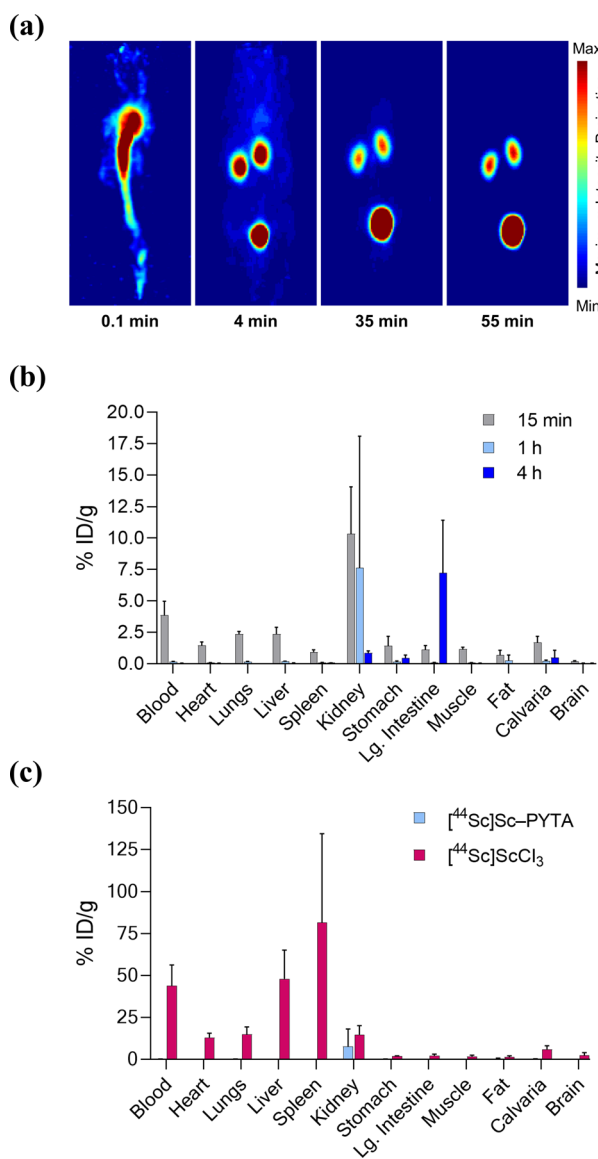 (a)
Max
Min
0.1 min
4 min
35 min
55 min
(b)
20.0
17.5
15.0
12.5
10.0
7.5
5.0
2.5
0.0
% ID/g
15 min
1 h
4 h
Blood
Heart
Lungs
Liver
Spleen
Kidney
Stomach
Lg. Intestine
Muscle
Fat
Calvaria
Brain
(c)
150
125
100
75
50
25
0
% ID/g
[⁴⁴Sc]Sc–PYTA
[⁴⁴Sc]ScCl₃
Blood
Heart
Lungs
Liver
Spleen
Kidney
Stomach
Lg. Intestine
Muscle
Fat
Calvaria
Brain